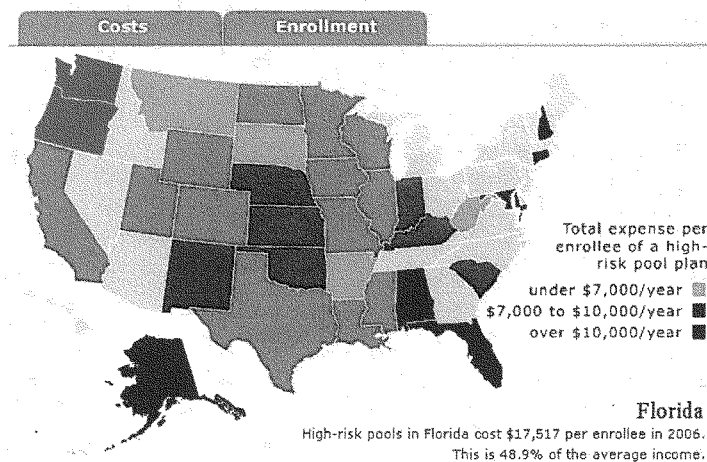 Costs
Enrollment
Total expense per
enrollee of a high-
risk pool plan
under $7,000/year
$7,000 to $10,000/year
over $10,000/year
Florida
High-risk pools in Florida cost $17,517 per enrollee in 2006.
This is 48.9% of the average income.